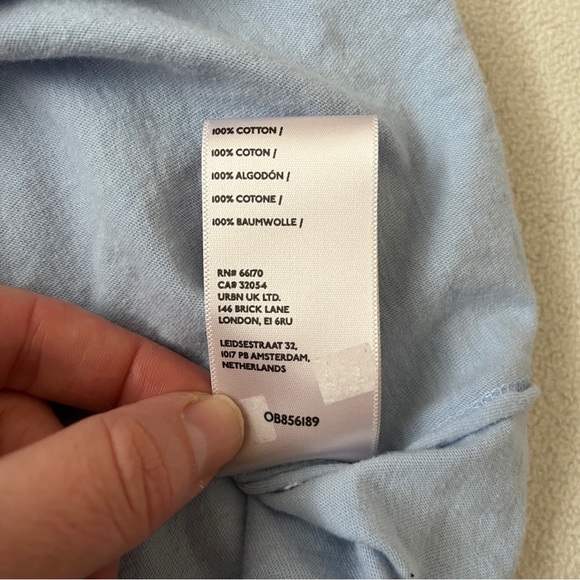 100% COTTON /
100% COTON /
100% ALGODÓN /
100% COTONE /
100% BAUMWOLLE /
RN# 66170
CA# 32054
URBN UK LTD.
146 BRICK LANE
LONDON, E1 6RU
LEIDSESTRAAT 32,
1017 PB AMSTERDAM,
NETHERLANDS
OB856189